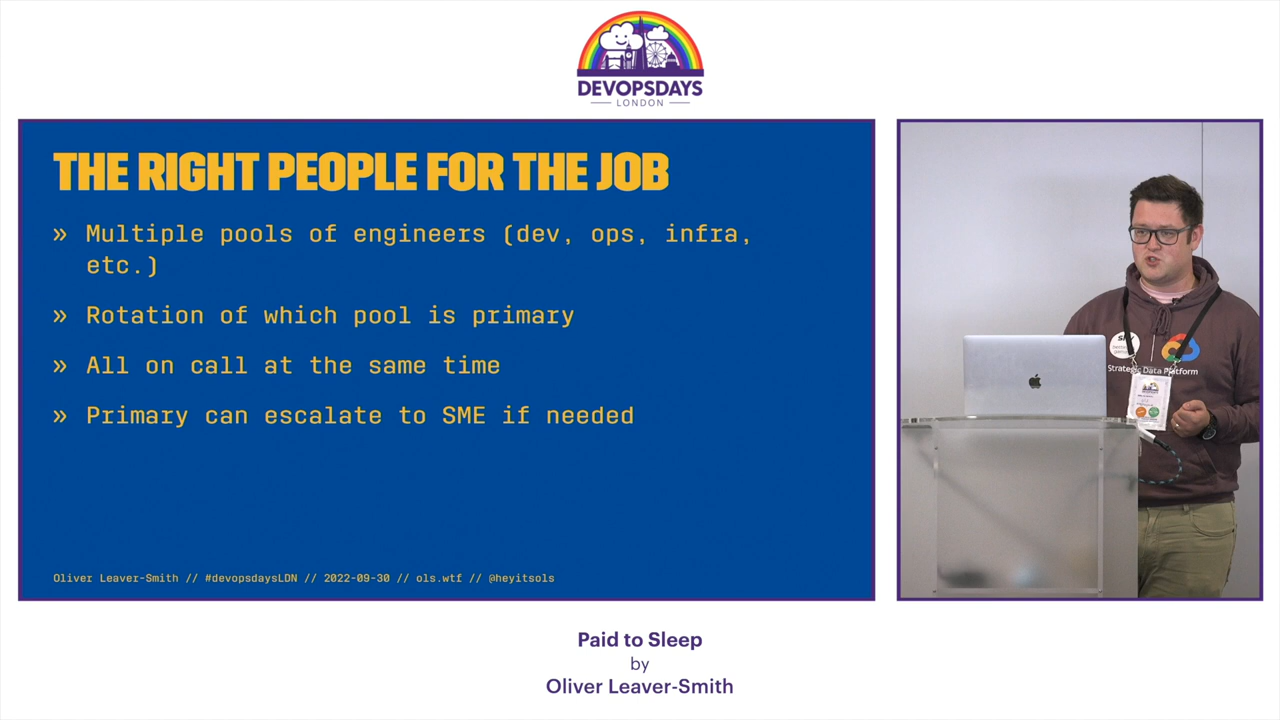 DEVOPSDAYS
LONDON
THE RIGHT PEOPLE FOR THE JOB
» Multiple pools of engineers (dev, ops, infra,
etc.)
» Rotation of which pool is primary
» All on call at the same time
» Primary can escalate to SME if needed
Oliver Leaver-Smith // #devopsdaysLDN // 2022-09-30 // ols.wtf // @heyitsols
Strategic Data Platform
Paid to Sleep
by
Oliver Leaver-Smith